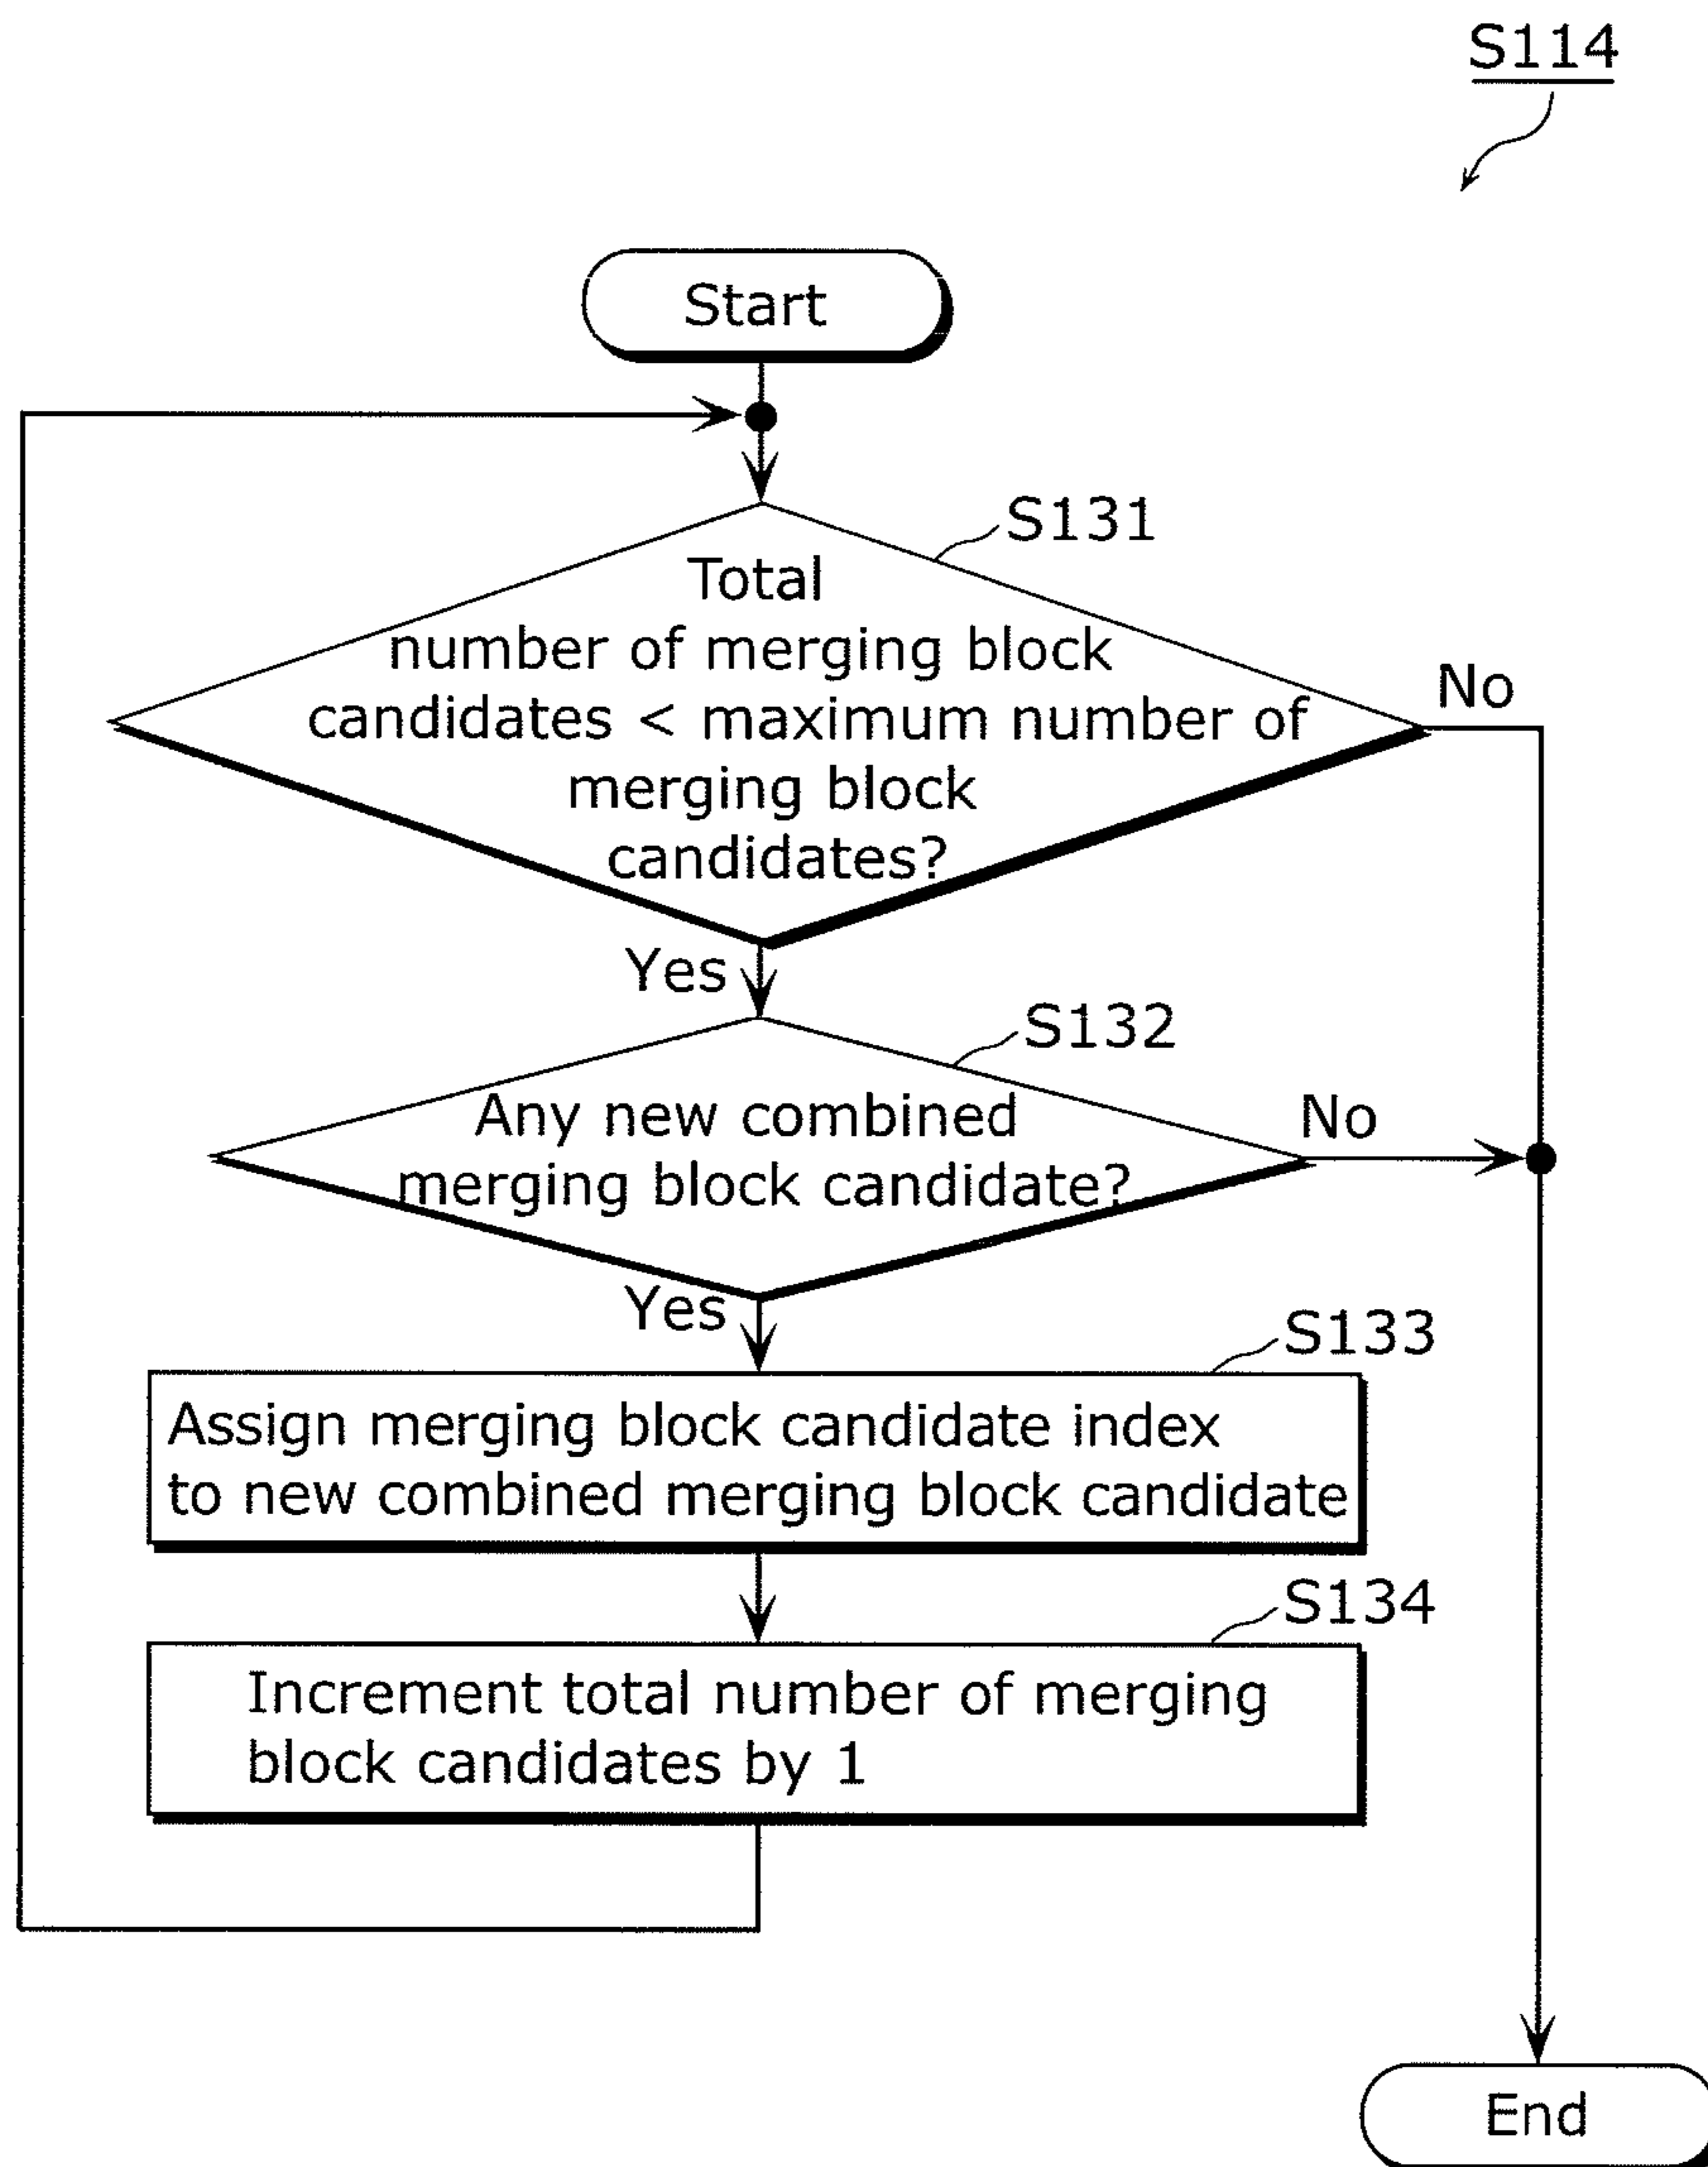 S114
Start
S131
Total
number of merging block
candidates < maximum number of
merging block
candidates?
No
Yes
S132
Any new combined
merging block candidate?
No
Yes
S133
Assign merging block candidate index
to new combined merging block candidate
S134
Increment total number of merging
block candidates by 1
End